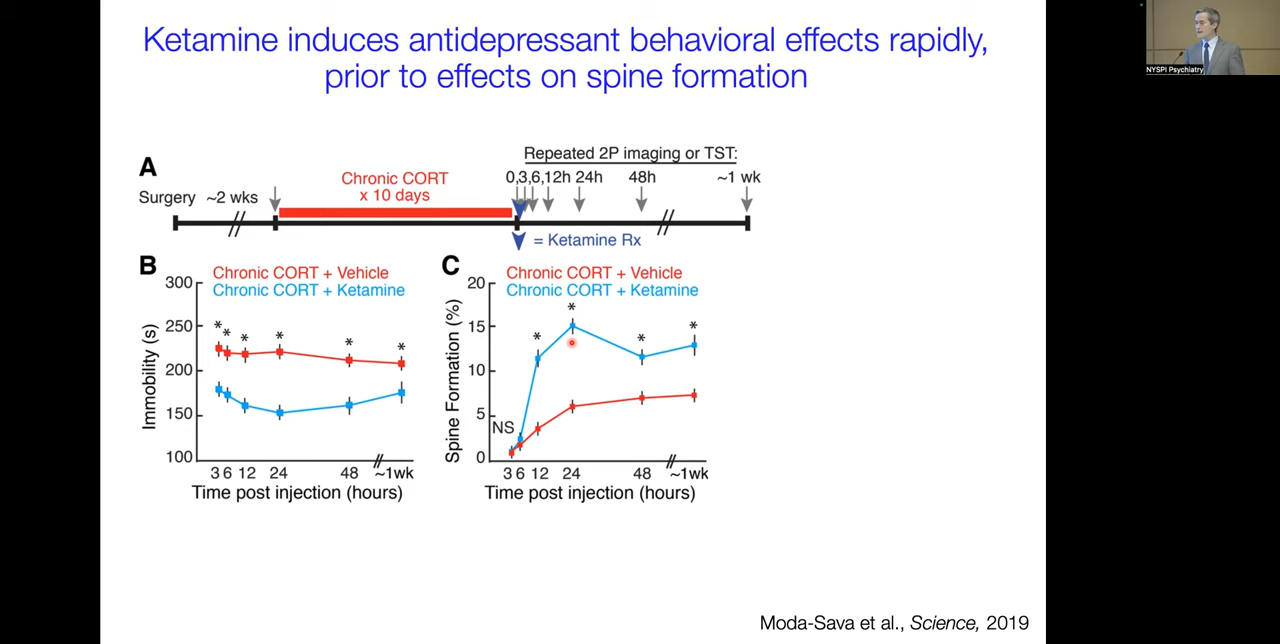 Ketamine induces antidepressant behavioral effects rapidly,
prior to effects on spine formation
NYSPI Psychiatry
A
Repeated 2P imaging or TST:
Chronic CORT
x 10 days
0,3,6,12h 24h 48h ~1 wk
Surgery ~2 wks
= Ketamine Rx
B
Chronic CORT + Vehicle
Chronic CORT + Ketamine
Immobility (s)
300
250
200
150
100
* * * * * *
3 6 12 24 48 ~1wk
Time post injection (hours)
C
Chronic CORT + Vehicle
Chronic CORT + Ketamine
Spine Formation (%)
20
15
10
5
0
NS * * * *
3 6 12 24 48 ~1wk
Time post injection (hours)
Moda-Sava et al., Science, 2019